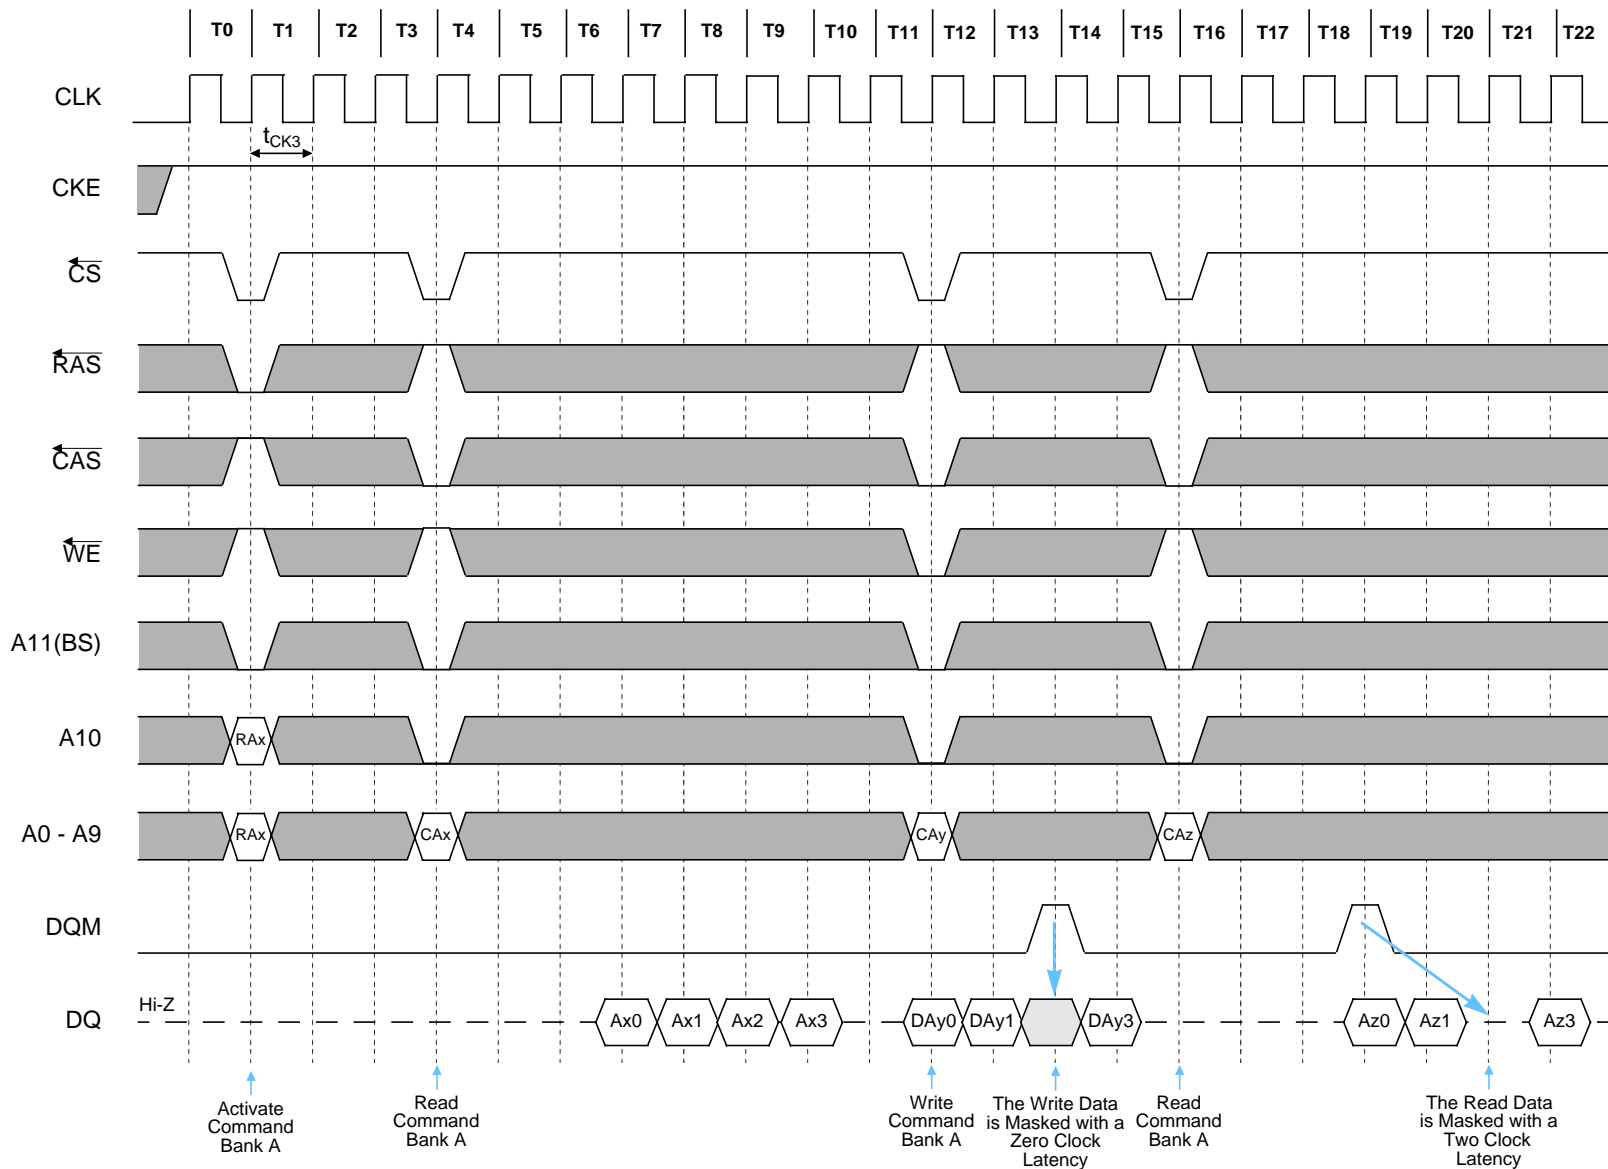 T0 T1 T2 T3 T4 T5 T6 T7 T8 T9 T10 T11 T12 T13 T14 T15 T16 T17 T18 T19 T20 T21 T22
CLK
tCK3
CKE
CS
RAS
CAS
WE
A11(BS)
A10
RAx
A0 - A9
RAx CAx CAy CAz
DQM
Hi-Z
DQ
Ax0 Ax1 Ax2 Ax3 DAy0 DAy1 DAy3 Az0 Az1 Az3
Activate
Command
Bank A
Read
Command
Bank A
Write
Command
Bank A
The Write Data
is Masked with a
Zero Clock
Latency
Read
Command
Bank A
The Read Data
is Masked with a
Two Clock
Latency